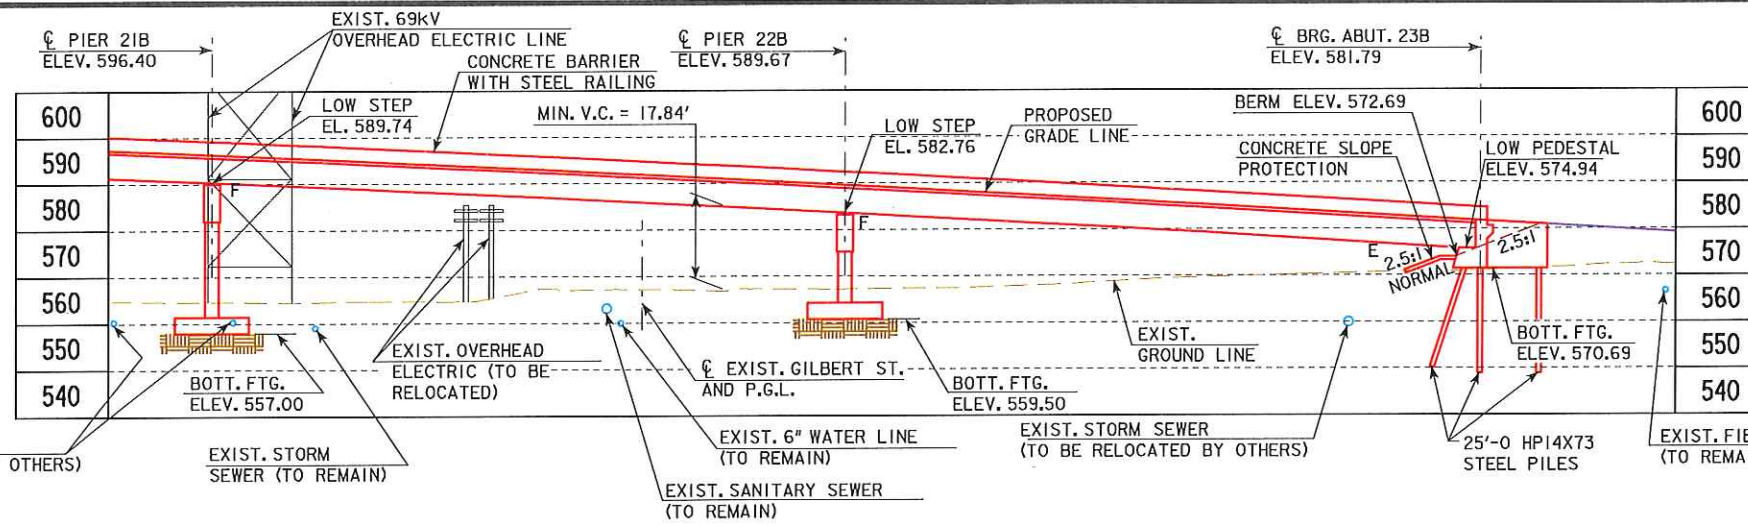 EXIST. 69kV
OVERHEAD ELECTRIC LINE
℄ PIER 21B
ELEV. 596.40
℄ PIER 22B
ELEV. 589.67
℄ BRG. ABUT. 23B
ELEV. 581.79
CONCRETE BARRIER
WITH STEEL RAILING
LOW STEP
EL. 589.74
MIN. V.C. = 17.84'
LOW STEP
EL. 582.76
PROPOSED
GRADE LINE
BERM ELEV. 572.69
CONCRETE SLOPE
PROTECTION
LOW PEDESTAL
ELEV. 574.94
600
590
580
570
560
550
540
600
590
580
570
560
550
540
F
F
E
2.5:1
NORMAL
2.5:1
EXIST. OVERHEAD
ELECTRIC (TO BE
RELOCATED)
℄ EXIST. GILBERT ST.
AND P.G.L.
EXIST.
GROUND LINE
BOTT. FTG.
ELEV. 570.69
BOTT. FTG.
ELEV. 557.00
BOTT. FTG.
ELEV. 559.50
OTHERS)
EXIST. STORM
SEWER (TO REMAIN)
EXIST. 6" WATER LINE
(TO REMAIN)
EXIST. SANITARY SEWER
(TO REMAIN)
EXIST. STORM SEWER
(TO BE RELOCATED BY OTHERS)
25'-0 HP14X73
STEEL PILES
EXIST. FIE
(TO REMA